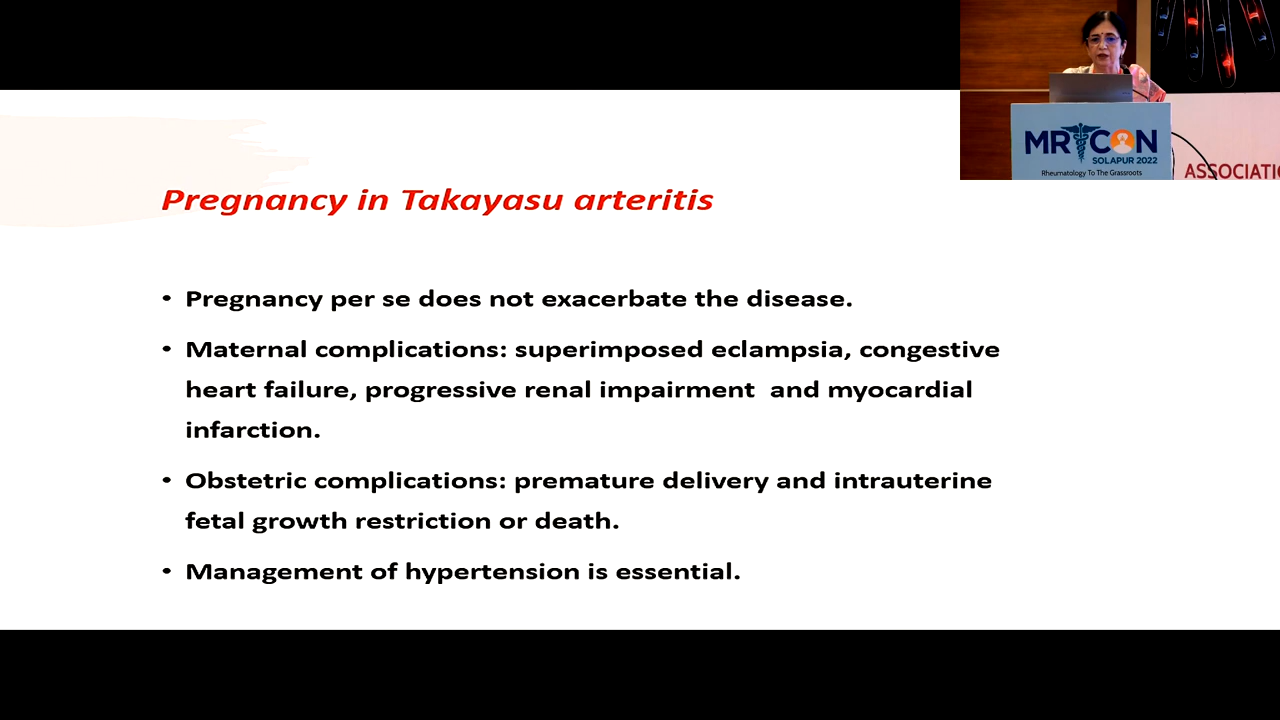 MRCON
SOLAPUR 2022
Rheumatology To The Grassroots
ASSOCIATI
Pregnancy in Takayasu arteritis
• Pregnancy per se does not exacerbate the disease.
• Maternal complications: superimposed eclampsia, congestive
heart failure, progressive renal impairment and myocardial
infarction.
• Obstetric complications: premature delivery and intrauterine
fetal growth restriction or death.
• Management of hypertension is essential.